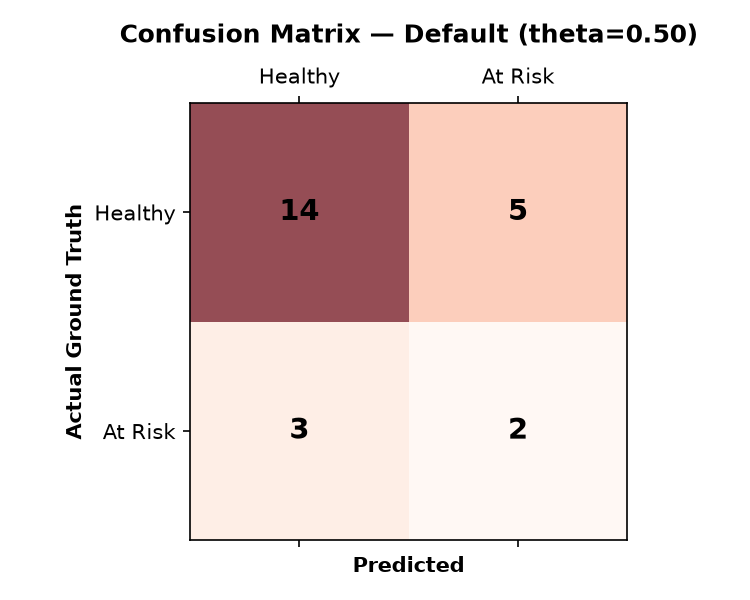 Confusion Matrix — Default (theta=0.50)
Healthy At Risk
Actual Ground Truth
Healthy 14 5
At Risk 3 2
Predicted